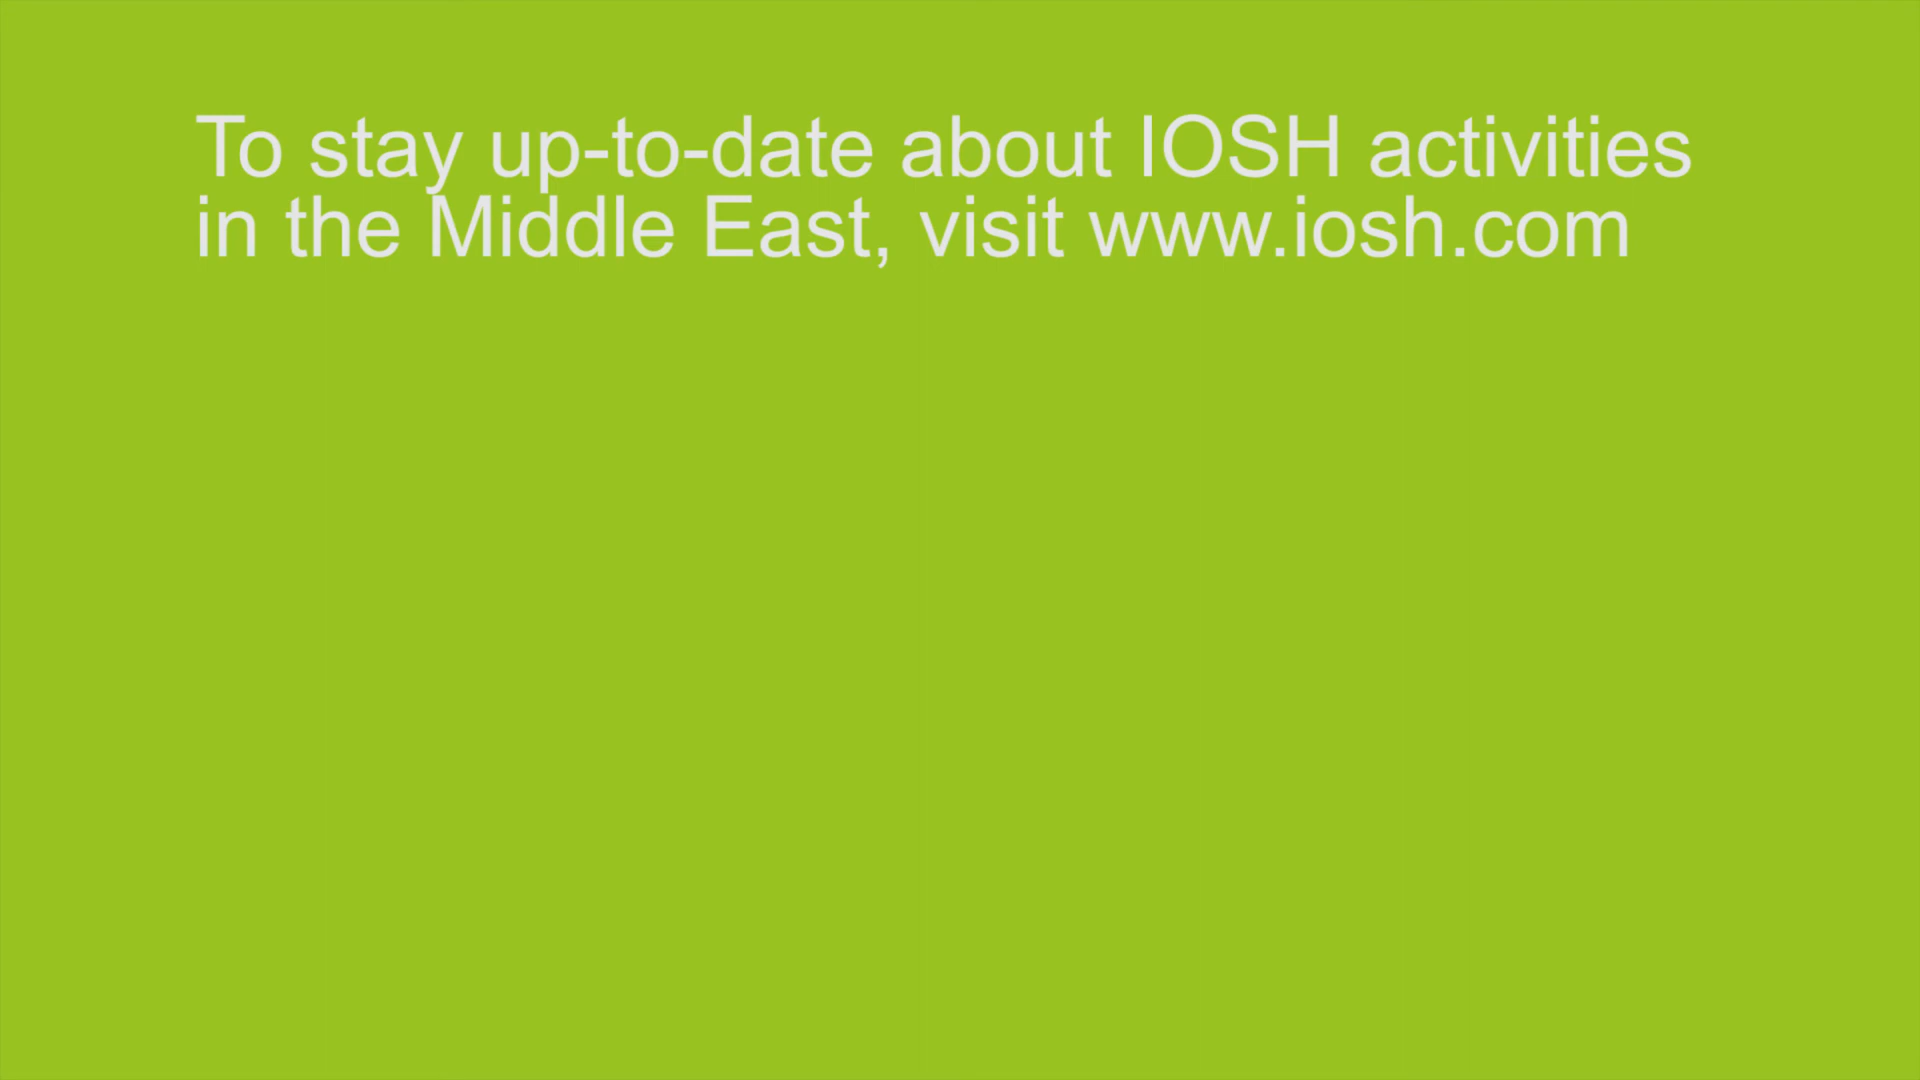 To stay up-to-date about IOSH activities
in the Middle East, visit www.iosh.com